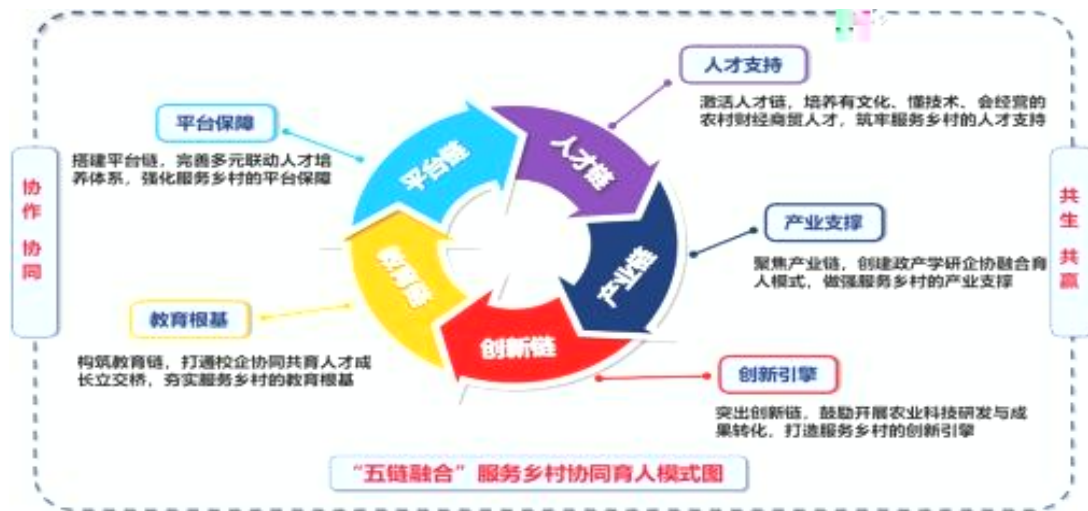 人才支持
激活人才链，培养有文化、懂技术、会经营的
农村财经商贸人才，筑牢服务乡村的人才支持
平台保障
搭建平台链，完善多元联动人才培
养体系，强化服务乡村的平台保障
平台链
人才链
协作 协同
共生 共赢
产业支撑
聚焦产业链，创建政产学研企协融合育
人模式，做强服务乡村的产业支撑
教育链
产业链
创新链
教育根基
构筑教育链，打通校企协同共育人才成
长立交桥，夯实服务乡村的教育根基
创新引擎
突出创新链，鼓励开展农业科技研发与成
果转化，打造服务乡村的创新引擎
“五链融合”服务乡村协同育人模式图